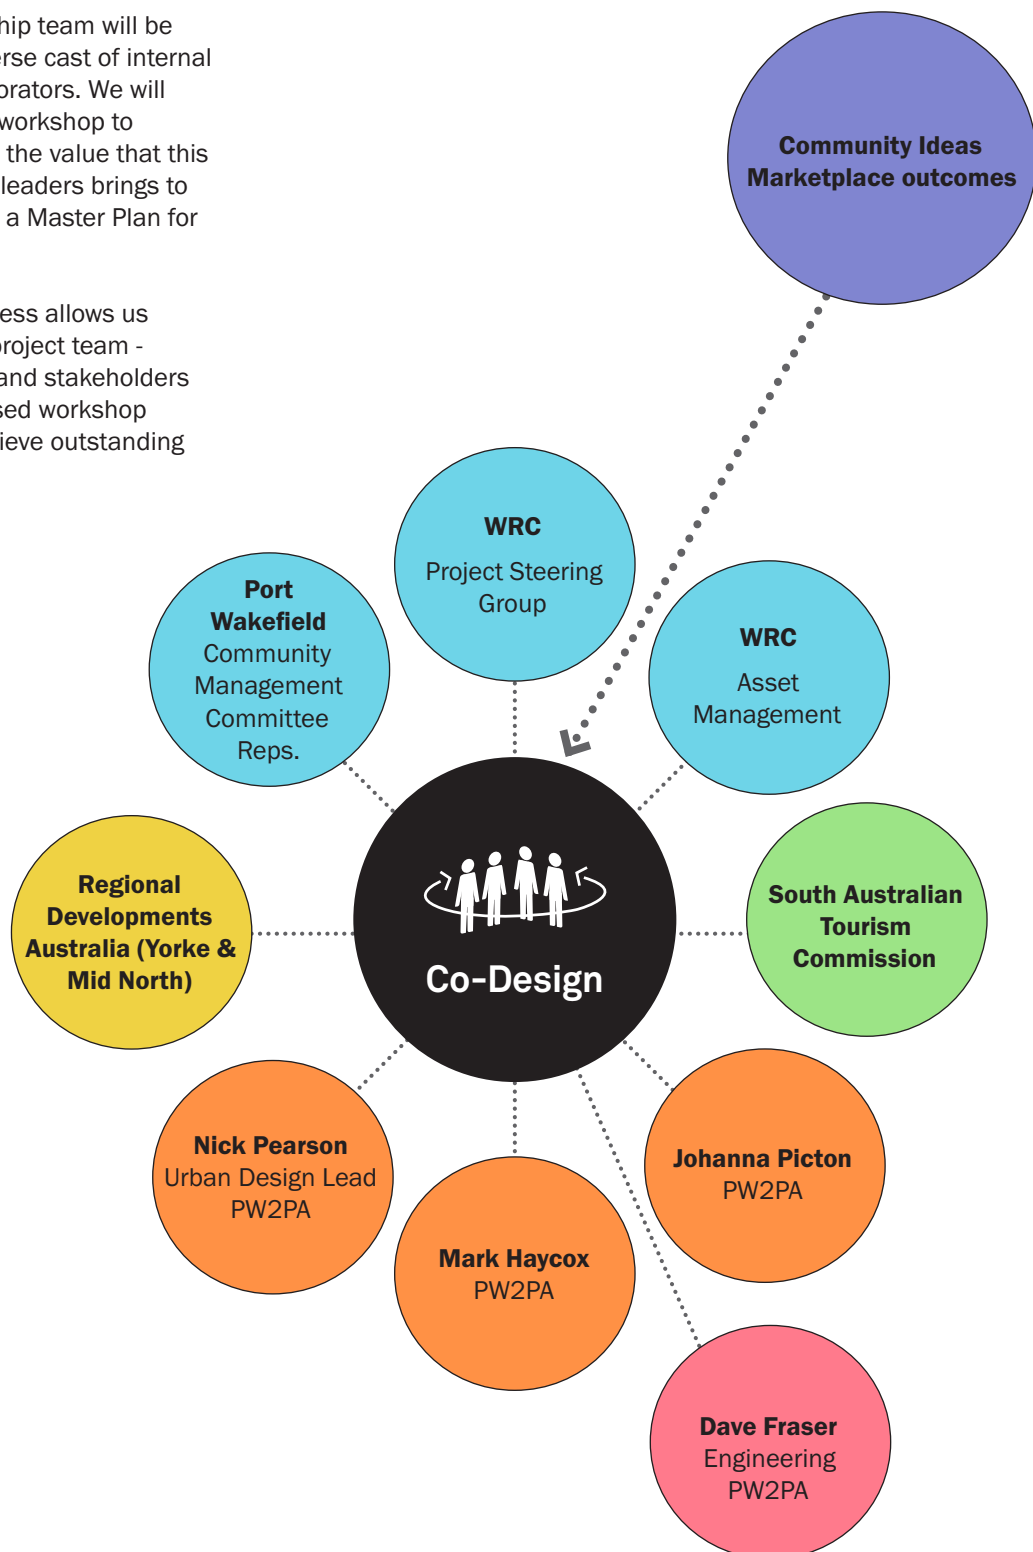 hip team will be
erse cast of internal
orators. We will
workshop to
the value that this
leaders brings to
a Master Plan for
ess allows us
project team -
and stakeholders
sed workshop
ieve outstanding
Community Ideas
Marketplace outcomes
WRC
Project Steering
Group
Port
Wakefield
Community
Management
Committee
Reps.
WRC
Asset
Management
Regional
Developments
Australia (Yorke &
Mid North)
Co-Design
South Australian
Tourism
Commission
Nick Pearson
Urban Design Lead
PW2PA
Mark Haycox
PW2PA
Johanna Picton
PW2PA
Dave Fraser
Engineering
PW2PA